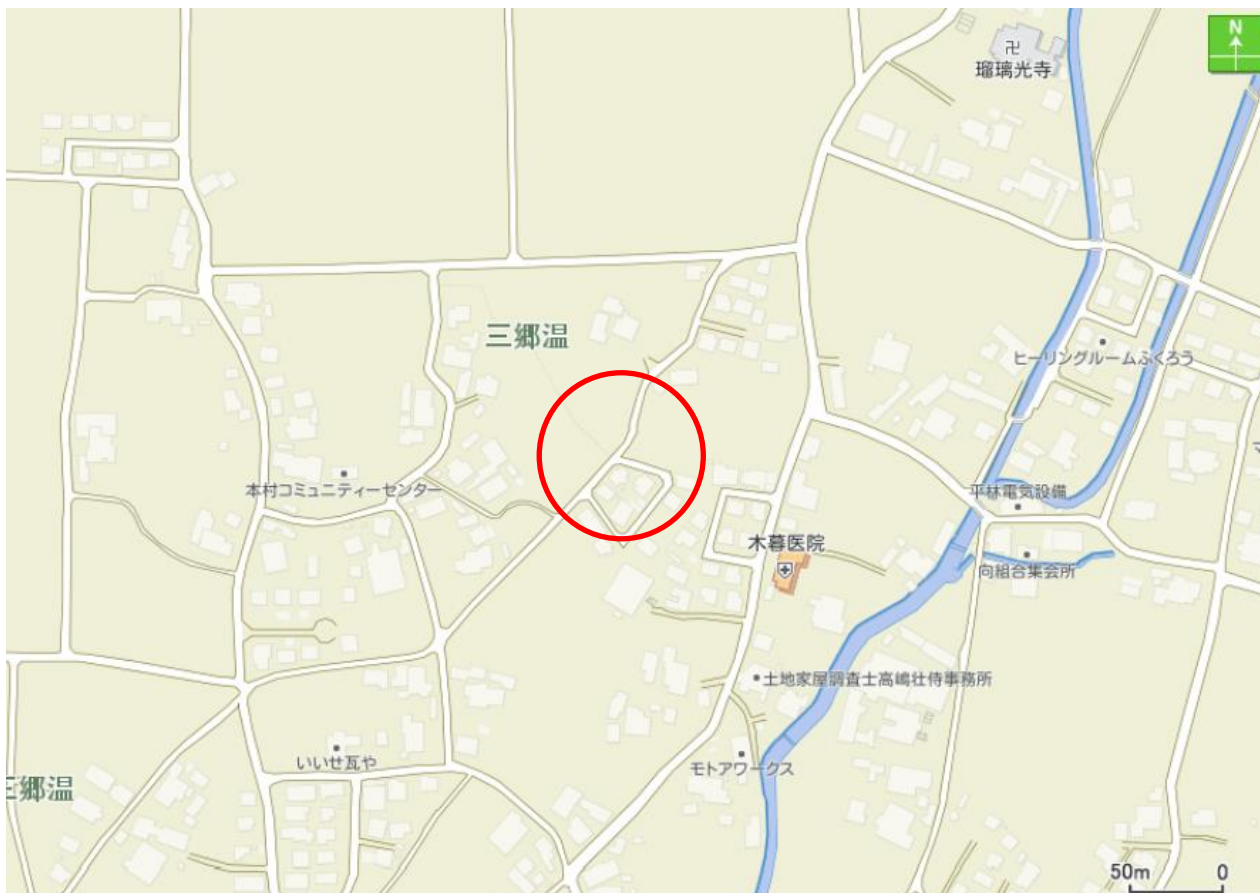 N
瑠璃光寺
三郷温
ヒーリングルームふくろう
本村コミュニティーセンター
平林電気設備
木暮医院
向組合集会所
土地家屋調査士高嶋壮侍事務所
いいせ瓦や
モトアワークス
三郷温
50m 0